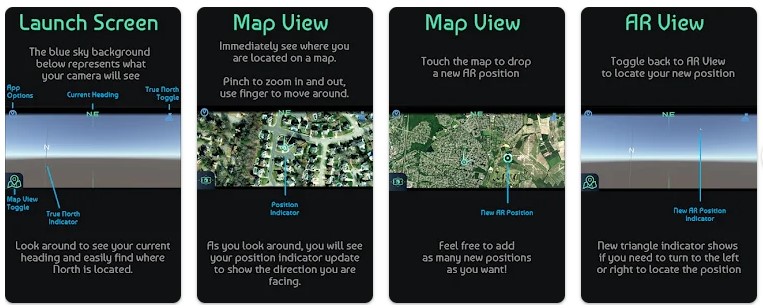 Launch Screen
The blue sky background
below represents what
your camera will see
App
Options
Current Heading
True North
Toggle
NE
N
Map View
Toggle
True North
Indicator
Look around to see your current
heading and easily find where
North is located.
Map View
Immediately see where you
are located on a map.
Pinch to zoom in and out,
use finger to move around.
NE
Position
Indicator
As you look around, you will see
your position indicator update
to show the direction you are
facing.
Map View
Touch the map to drop
a new AR position
NE
New AR Position
Feel free to add
as many new positions
as you want!
AR View
Toggle back to AR View
to locate your new position
NE
N
New AR Position
Indicator
New triangle indicator shows
if you need to turn to the left
or right to locate the position